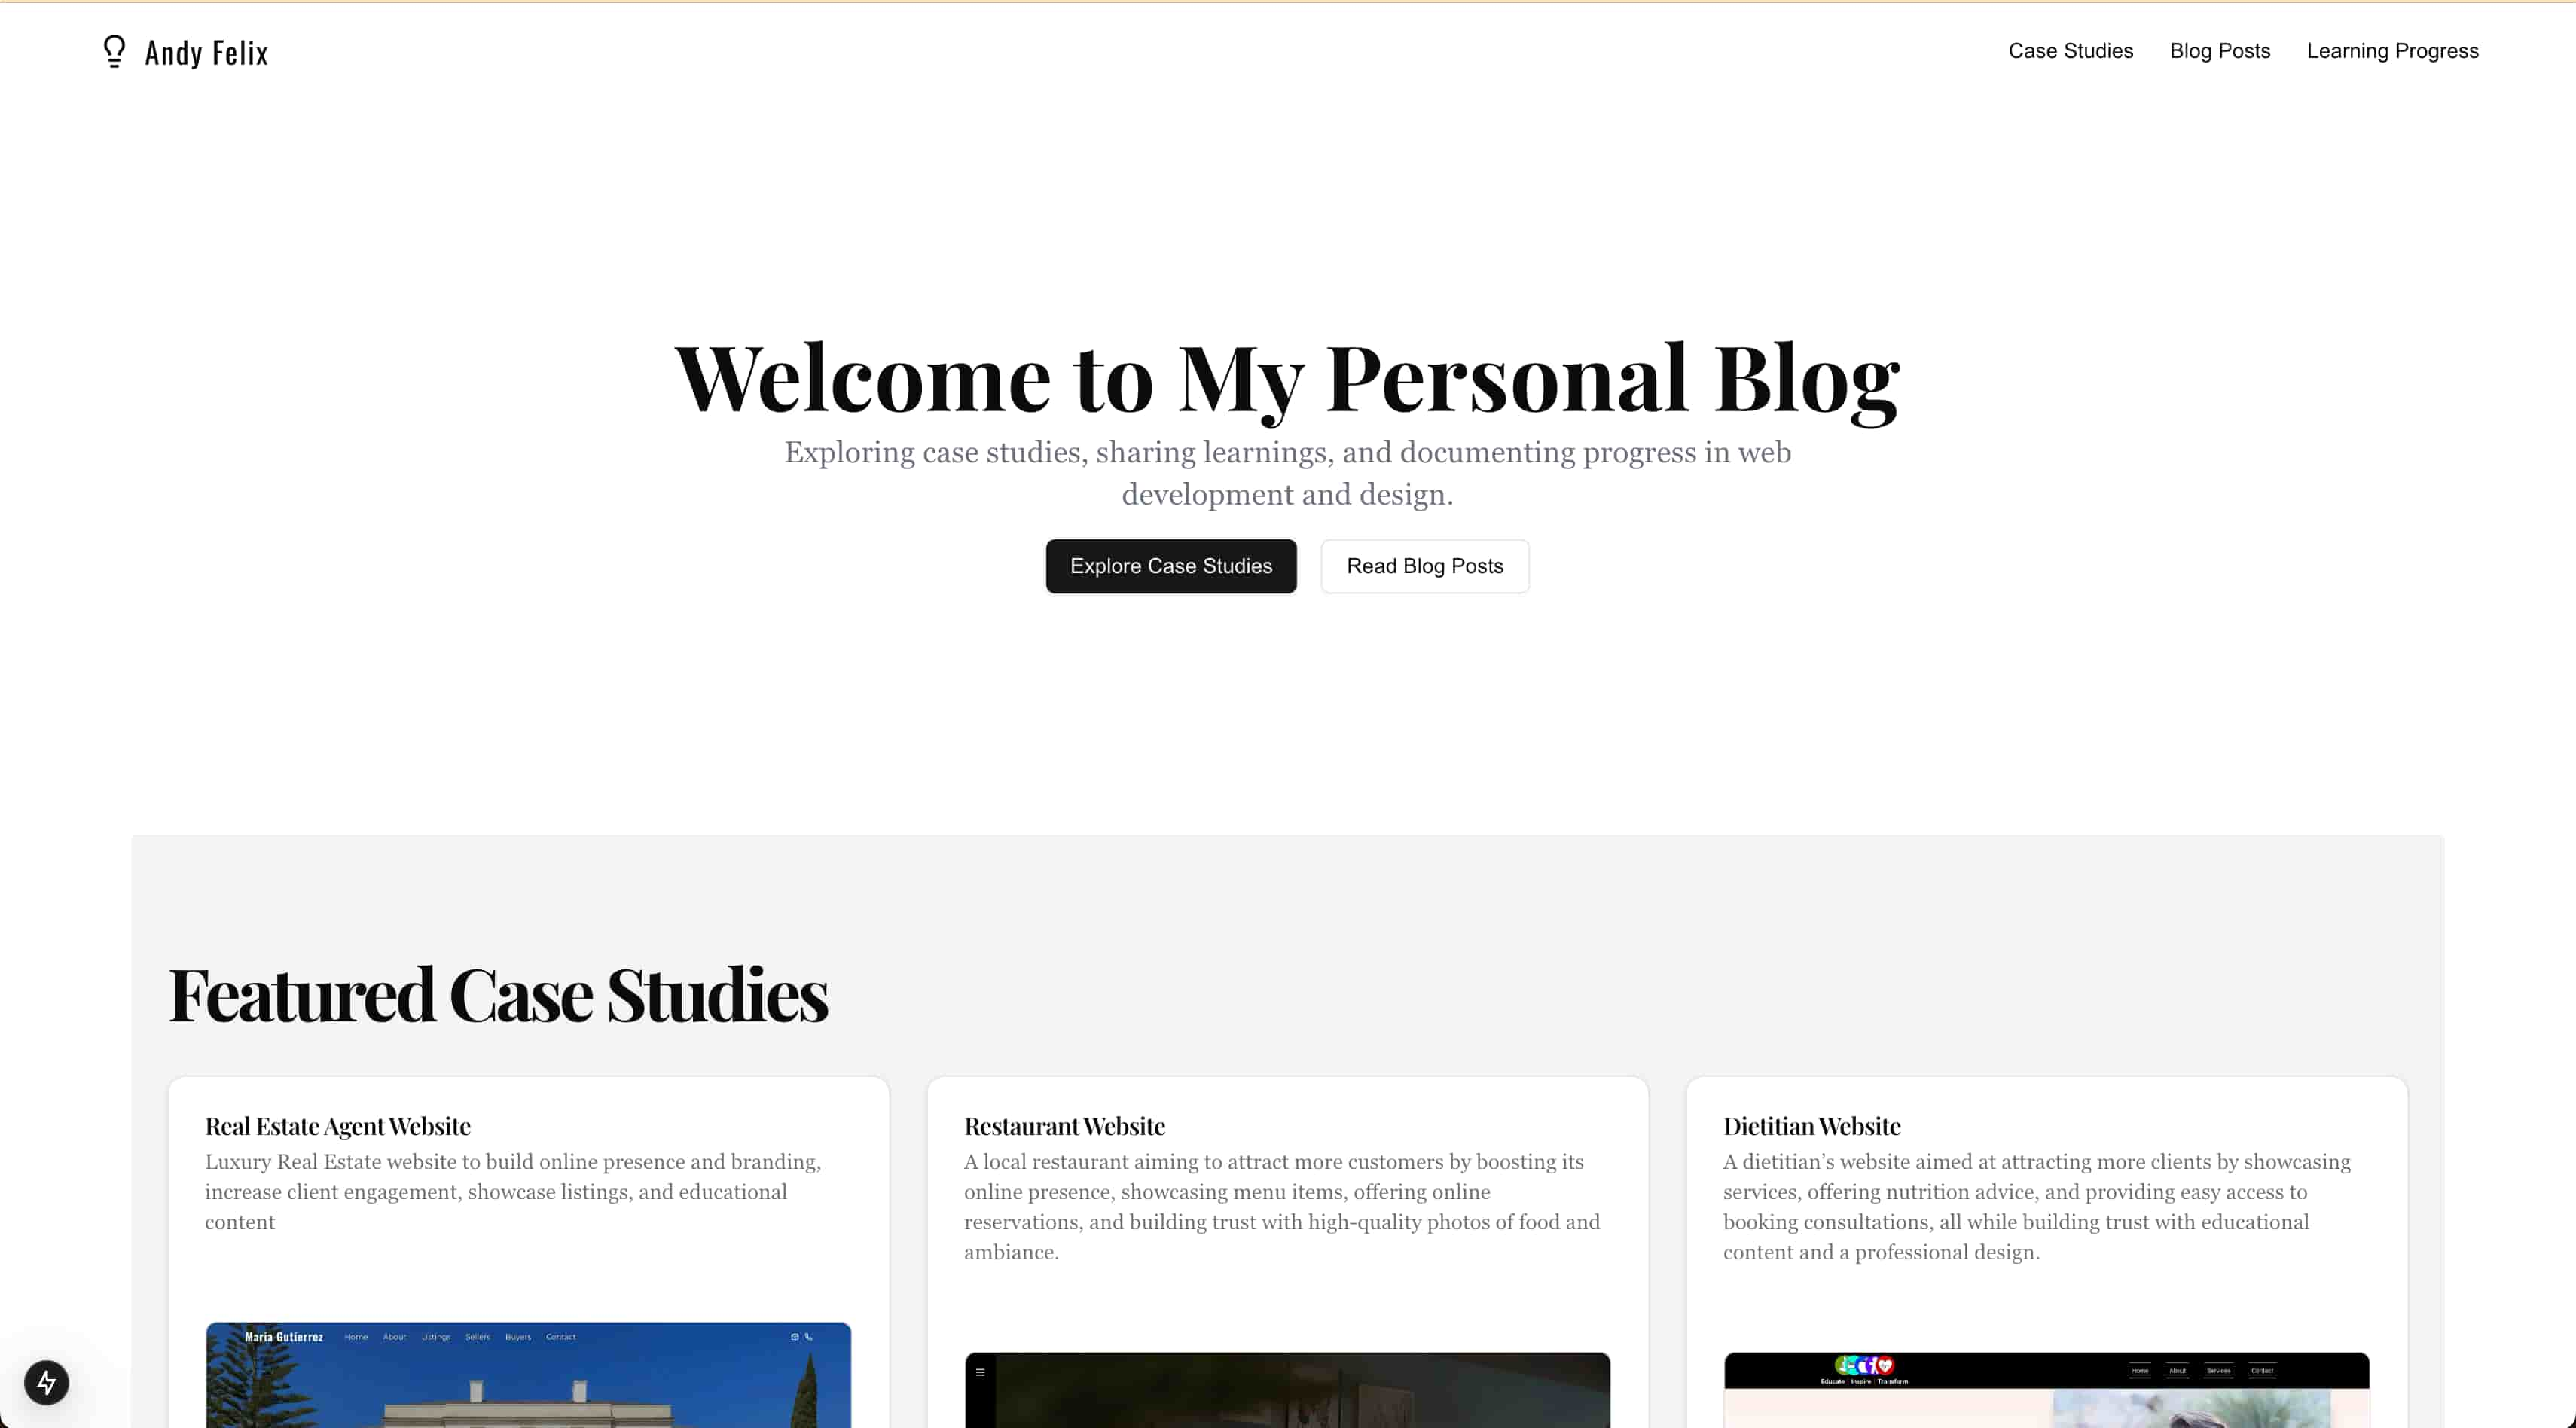 Andy Felix
Case Studies
Blog Posts
Learning Progress
Welcome to My Personal Blog
Exploring case studies, sharing learnings, and documenting progress in web
development and design.
Explore Case Studies
Read Blog Posts
Featured Case Studies
Real Estate Agent Website
Luxury Real Estate website to build online presence and branding,
increase client engagement, showcase listings, and educational
content
Maria Gutierrez
Home
About
Listings
Sellers
Buyers
Contact
Restaurant Website
A local restaurant aiming to attract more customers by boosting its
online presence, showcasing menu items, offering online
reservations, and building trust with high-quality photos of food and
ambiance.
Dietitian Website
A dietitian’s website aimed at attracting more clients by showcasing
services, offering nutrition advice, and providing easy access to
booking consultations, all while building trust with educational
content and a professional design.
Educate Inspire Transform
Home
About
Services
Contact